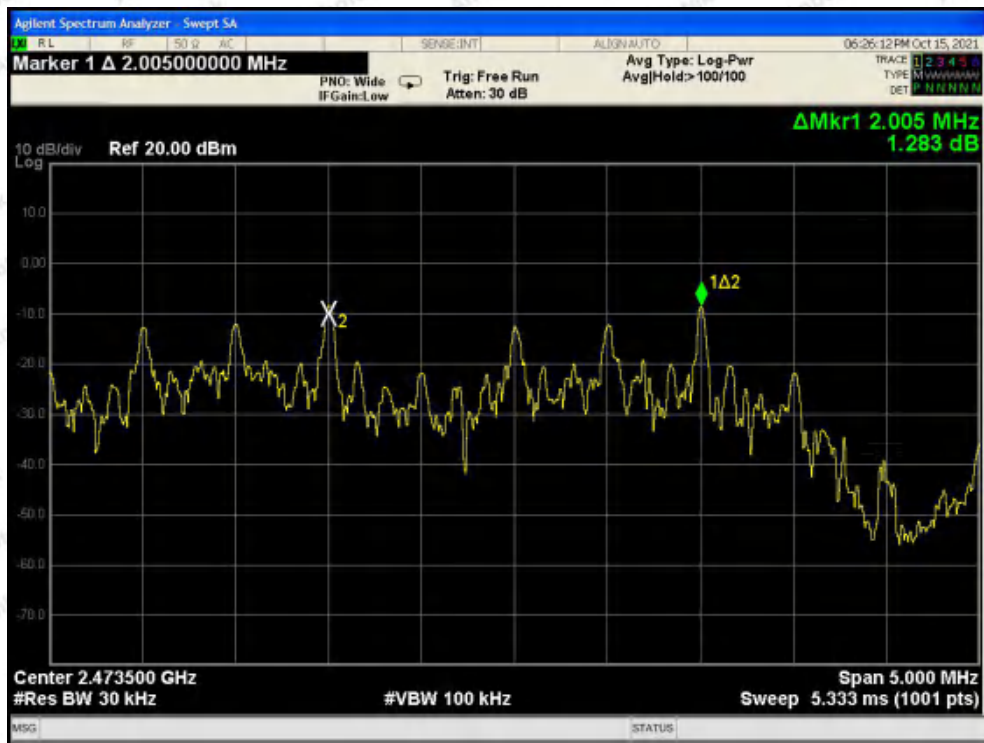 Agilent Spectrum Analyzer - Swept SA
LXI RL RF 50 Ω AC SENSE:INT ALIGNAUTO 06:26:12 PM Oct 15, 2021
Marker 1 Δ 2.005000000 MHz
PNO: Wide
IFGain:Low
Trig: Free Run
Atten: 30 dB
Avg Type: Log-Pwr
Avg|Hold:>100/100
TRACE 1 2 3 4 5 6
TYPE M
DET P N N N N N
ΔMkr1 2.005 MHz
1.283 dB
10 dB/div Ref 20.00 dBm
Log
10.0
0.00
-10.0
-20.0
-30.0
-40.0
-50.0
-60.0
-70.0
1Δ2
X2
Center 2.473500 GHz Span 5.000 MHz
#Res BW 30 kHz #VBW 100 kHz Sweep 5.333 ms (1001 pts)
MSG STATUS